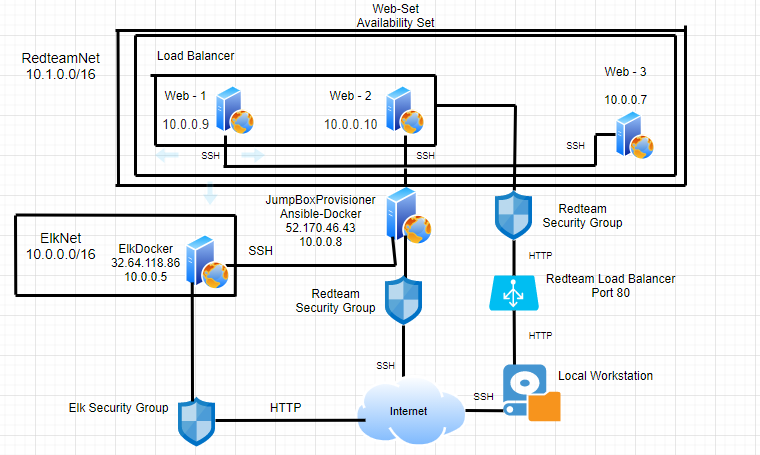 Web-Set
Availability Set
RedteamNet
10.1.0.0/16
Load Balancer
Web - 1
10.0.0.9
Web - 2
10.0.0.10
Web - 3
10.0.0.7
SSH
SSH
SSH
JumpBoxProvisioner
Ansible-Docker
52.170.46.43
10.0.0.8
Redteam
Security Group
ElkNet
10.0.0.0/16
ElkDocker
32.64.118.86
10.0.0.5
SSH
HTTP
Redteam Load Balancer
Port 80
Redteam
Security Group
HTTP
SSH
Local Workstation
Elk Security Group
HTTP
Internet
SSH